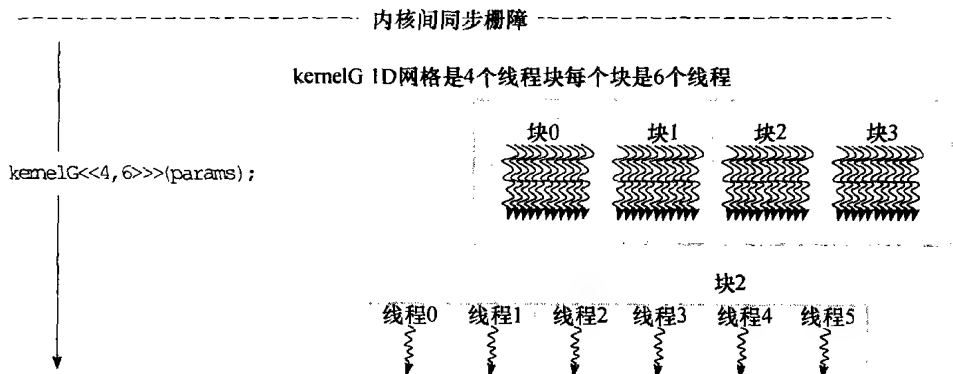 内核间同步栅障
kernelG 1D网格是4个线程块每个块是6个线程
块0 块1 块2 块3
kernelG<<4,6>>>(params);
块2
线程0 线程1 线程2 线程3 线程4 线程5